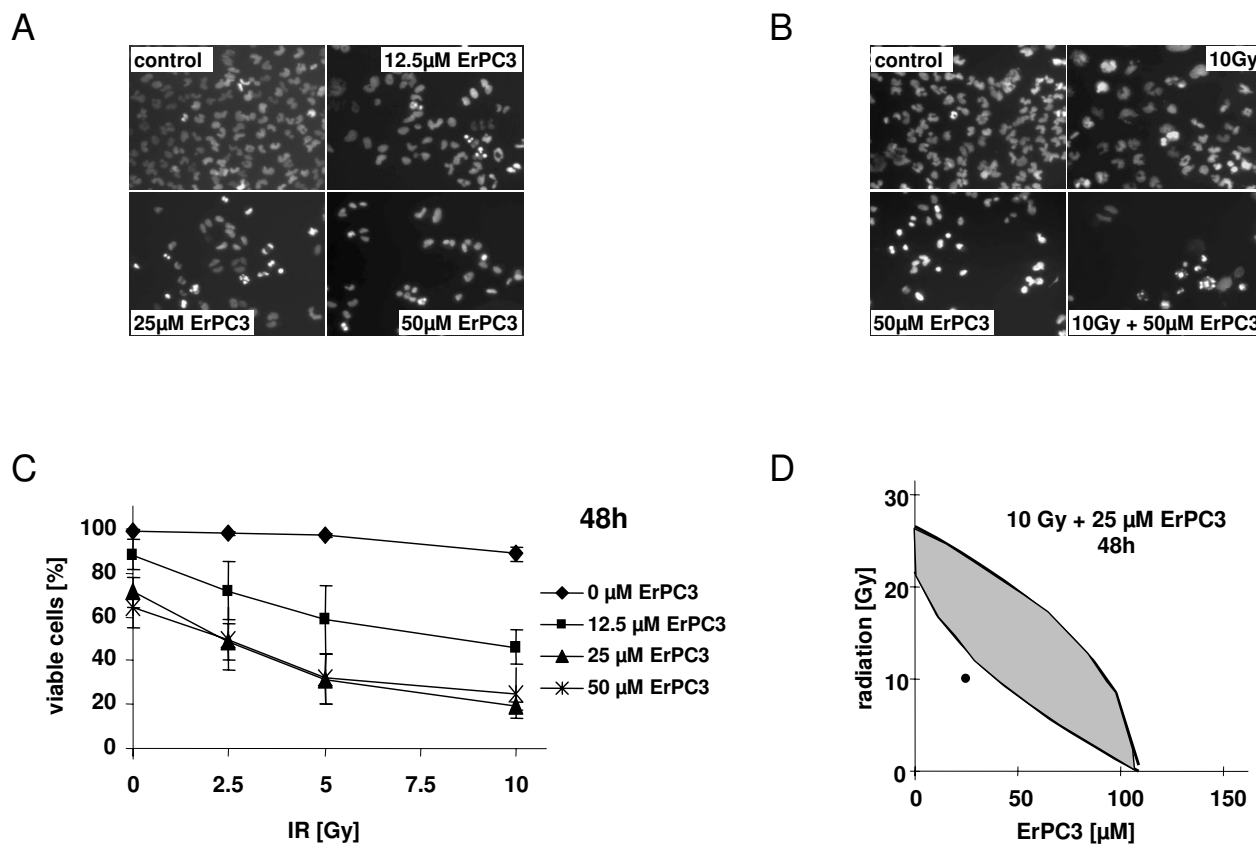 A
control
12.5µM ErPC3
25µM ErPC3
50µM ErPC3
B
control
10Gy
50µM ErPC3
10Gy + 50µM ErPC3
C
48h
viable cells [%]
100
80
60
40
20
0
0 2.5 5 7.5 10
IR [Gy]
0 µM ErPC3
12.5 µM ErPC3
25 µM ErPC3
50 µM ErPC3
D
10 Gy + 25 µM ErPC3
48h
radiation [Gy]
30
20
10
0
0 50 100 150
ErPC3 [µM]